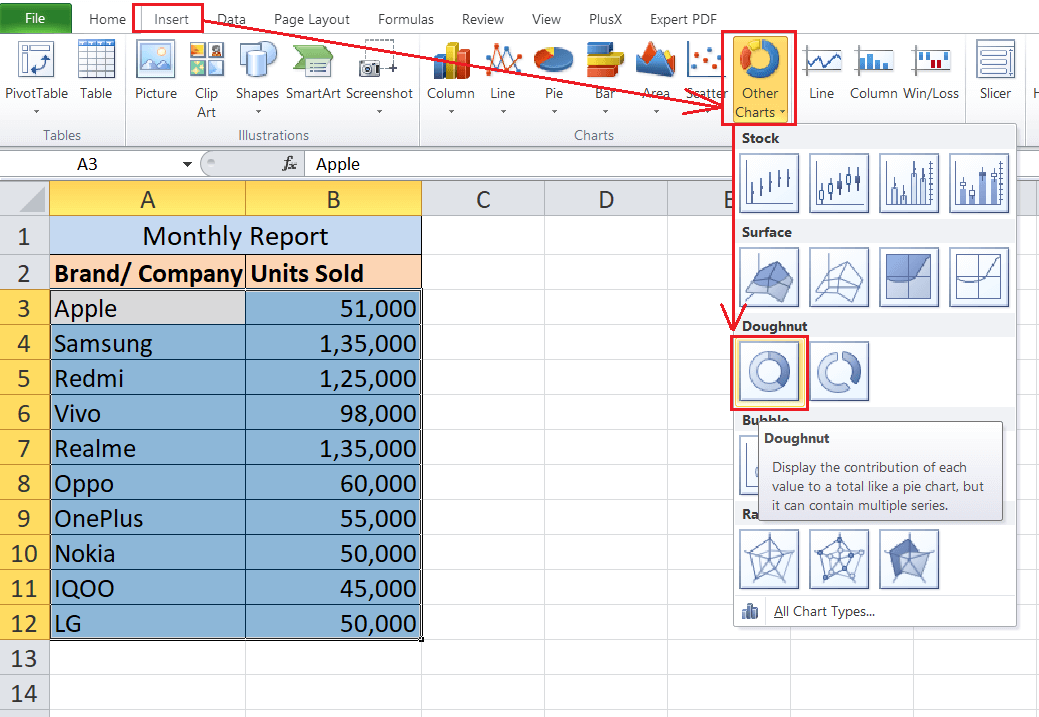 File Home Insert Data Page Layout Formulas Review View PlusX Expert PDF
PivotTable Table Picture Clip Art Shapes SmartArt Screenshot Column Line Pie Bar Area Scatter Other Charts Line Column Win/Loss Slicer
Tables Illustrations Charts
A3 fx Apple
A B C D E
1 Monthly Report
2 Brand/ Company Units Sold
3 Apple 51,000
4 Samsung 1,35,000
5 Redmi 1,25,000
6 Vivo 98,000
7 Realme 1,35,000
8 Oppo 60,000
9 OnePlus 55,000
10 Nokia 50,000
11 IQOO 45,000
12 LG 50,000
13
14
Stock
Surface
Doughnut
Bubble
Doughnut
Display the contribution of each
value to a total like a pie chart, but
it can contain multiple series.
All Chart Types...